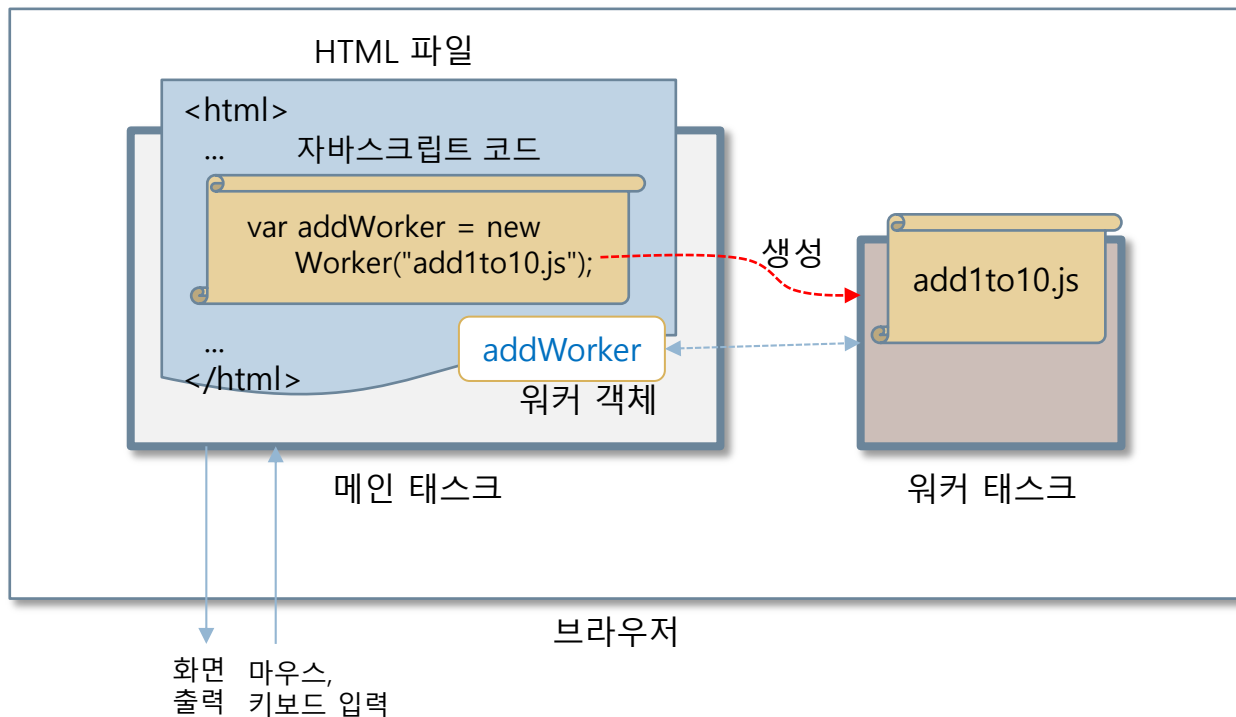 HTML 파일
<html>
... 자바스크립트 코드
var addWorker = new
Worker("add1to10.js");
생성
add1to10.js
addWorker
...
</html>
워커 객체
메인 태스크
워커 태스크
브라우저
화면
출력
마우스,
키보드 입력